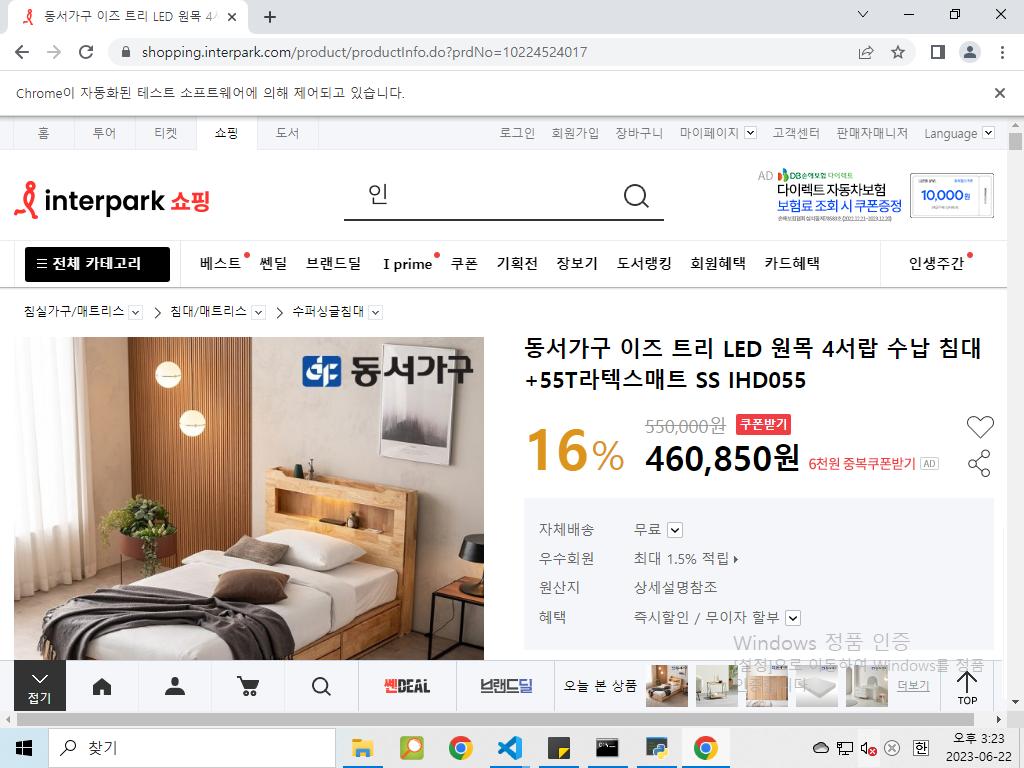 동서가구 이즈 트리 LED 원목 4서
shopping.interpark.com/product/productInfo.do?prdNo=10224524017
Chrome이 자동화된 테스트 소프트웨어에 의해 제어되고 있습니다.
홈 투어 티켓 쇼핑 도서 로그인 회원가입 장바구니 마이페이지 고객센터 판매자매니저 Language
AD DB손해보험 다이렉트
다이렉트 자동차보험
보험료 조회 시 쿠폰증정
10,000원
interpark 쇼핑
인
전체 카테고리 베스트 쎈딜 브랜드딜 I prime 쿠폰 기획전 장보기 도서랭킹 회원혜택 카드혜택 인생주간
침실가구/매트리스 침대/매트리스 수퍼싱글침대
동서가구
동서가구 이즈 트리 LED 원목 4서랍 수납 침대
+55T라텍스매트 SS IHD055
16% 550,000원 쿠폰받기
460,850원 6천원 중복쿠폰받기 AD
자체배송 무료
우수회원 최대 1.5% 적립
원산지 상세설명참조
혜택 즉시할인 / 무이자 할부
Windows 정품 인증
[설정]으로 이동하여 Windows를 정품
접기 쎈DEAL 브랜드딜 오늘 본 상품 더보기 TOP
찾기
한
오후 3:23
2023-06-22